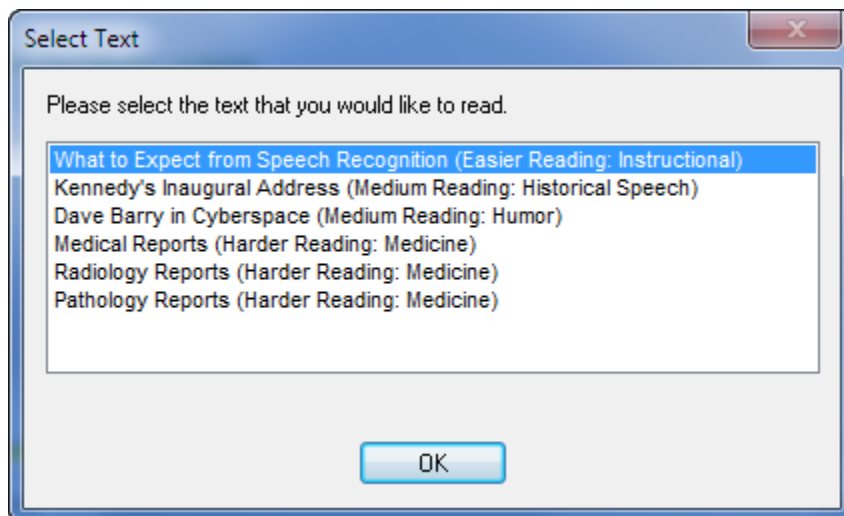 Select Text
Please select the text that you would like to read.
What to Expect from Speech Recognition (Easier Reading: Instructional)
Kennedy's Inaugural Address (Medium Reading: Historical Speech)
Dave Barry in Cyberspace (Medium Reading: Humor)
Medical Reports (Harder Reading: Medicine)
Radiology Reports (Harder Reading: Medicine)
Pathology Reports (Harder Reading: Medicine)
OK